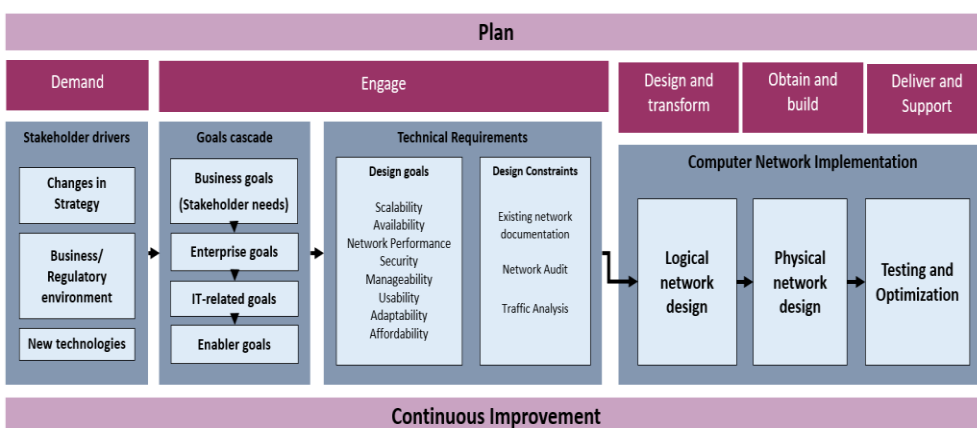 Plan
Demand
Engage
Design and
transform
Obtain and
build
Deliver and
Support
Stakeholder drivers
Changes in
Strategy
Business/
Regulatory
environment
New technologies
Goals cascade
Business goals
(Stakeholder needs)
Enterprise goals
IT-related goals
Enabler goals
Technical Requirements
Design goals
Scalability
Availability
Network Performance
Security
Manageability
Usability
Adaptability
Affordability
Design Constraints
Existing network
documentation
Network Audit
Traffic Analysis
Computer Network Implementation
Logical
network
design
Physical
network
design
Testing and
Optimization
Continuous Improvement